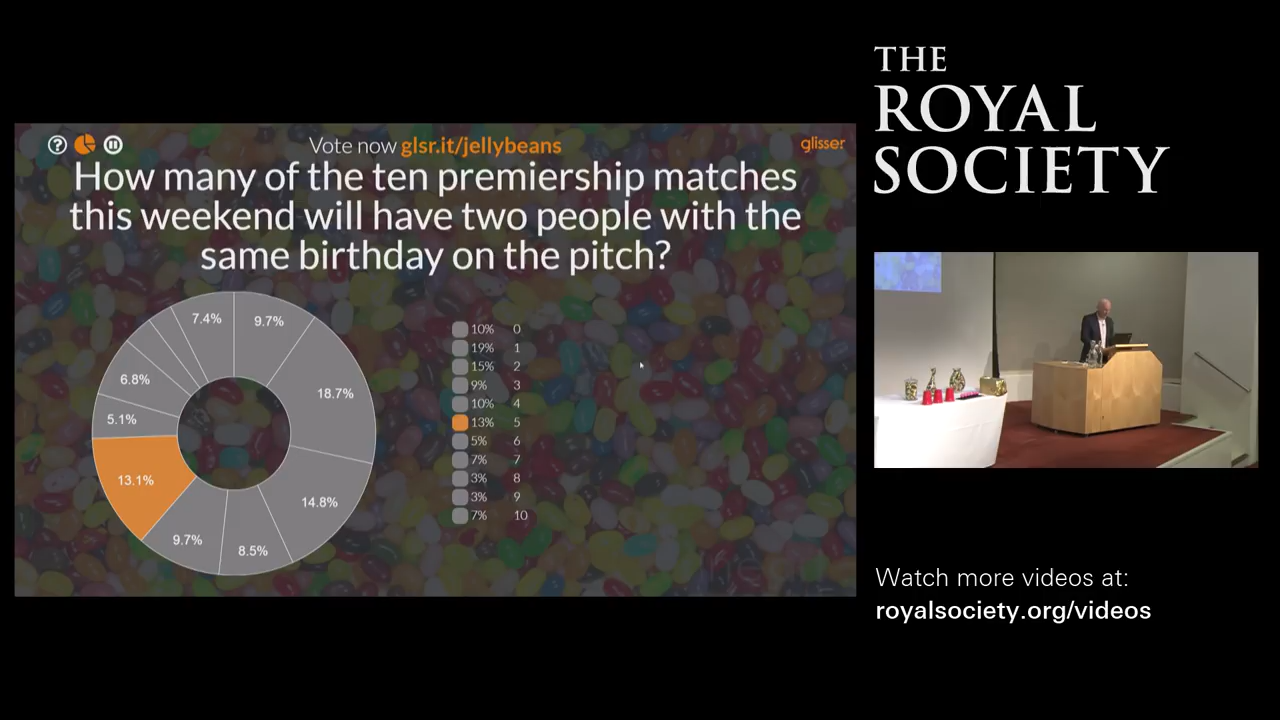 Vote now glsr.it/jellybeans
glisser
How many of the ten premiership matches
this weekend will have two people with the
same birthday on the pitch?
7.4%
9.7%
6.8%
18.7%
5.1%
13.1%
14.8%
9.7%
8.5%
10% 0
19% 1
15% 2
9% 3
10% 4
13% 5
5% 6
7% 7
3% 8
3% 9
7% 10
THE
ROYAL
SOCIETY
Watch more videos at:
royalsociety.org/videos